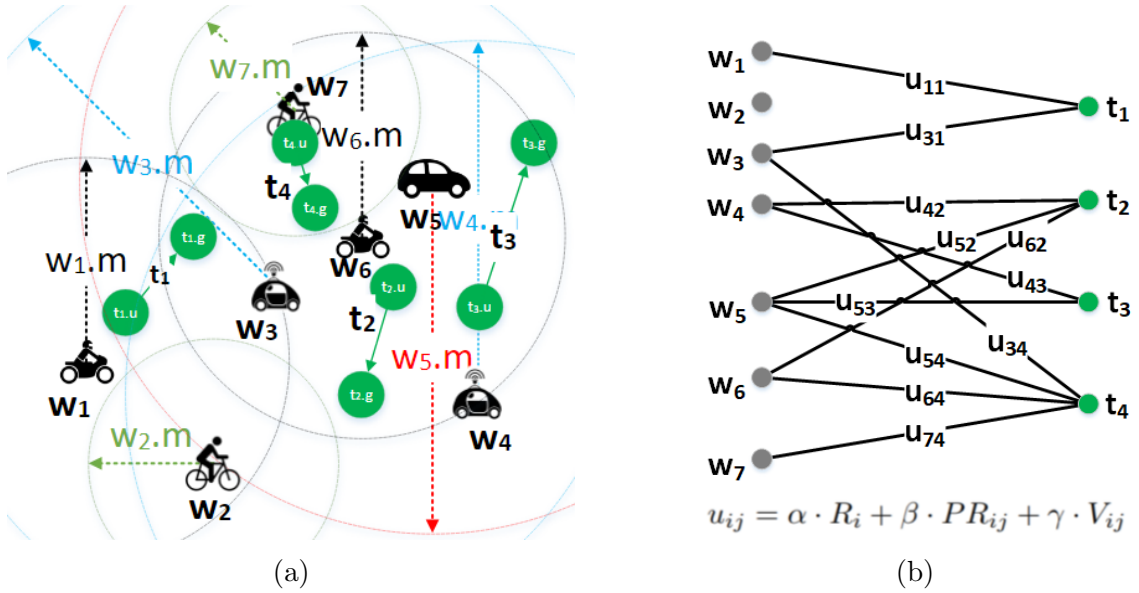 w7.m
w7
t4.u
w6.m
t3.g
w3.m
t4
t4.g
w5
w4.
t3
t1.g
w1.m
t1
w6
t2.u
t3.u
t1.u
w3
t2
w5.m
w1
t2.g
w4
w2.m
w2
(a)
w1
u11
t1
w2
u31
w3
w4
u42
t2
u52
u62
u43
w5
u53
t3
u34
u54
w6
u64
t4
u74
w7
uij = α · Ri + β · PRij + γ · Vij
(b)